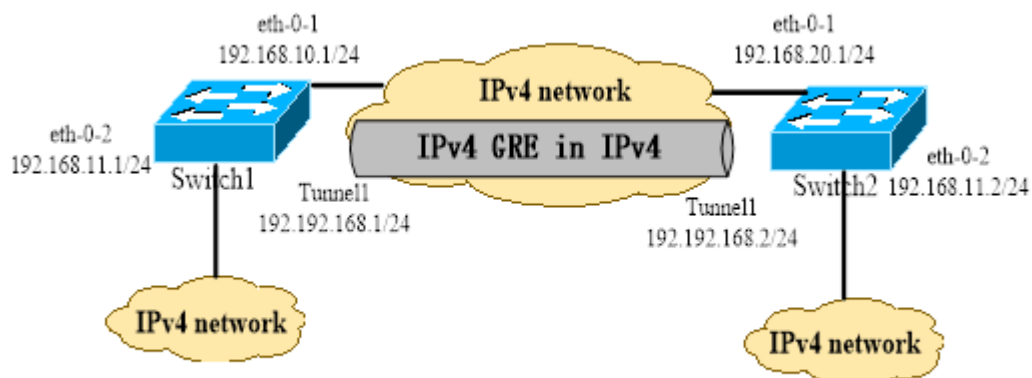 eth-0-1
192.168.10.1/24
eth-0-1
192.168.20.1/24
IPv4 network
IPv4 GRE in IPv4
eth-0-2
192.168.11.1/24
Switch1
eth-0-2
192.168.11.2/24
Switch2
Tunnel1
192.192.168.1/24
Tunnel1
192.192.168.2/24
IPv4 network
IPv4 network